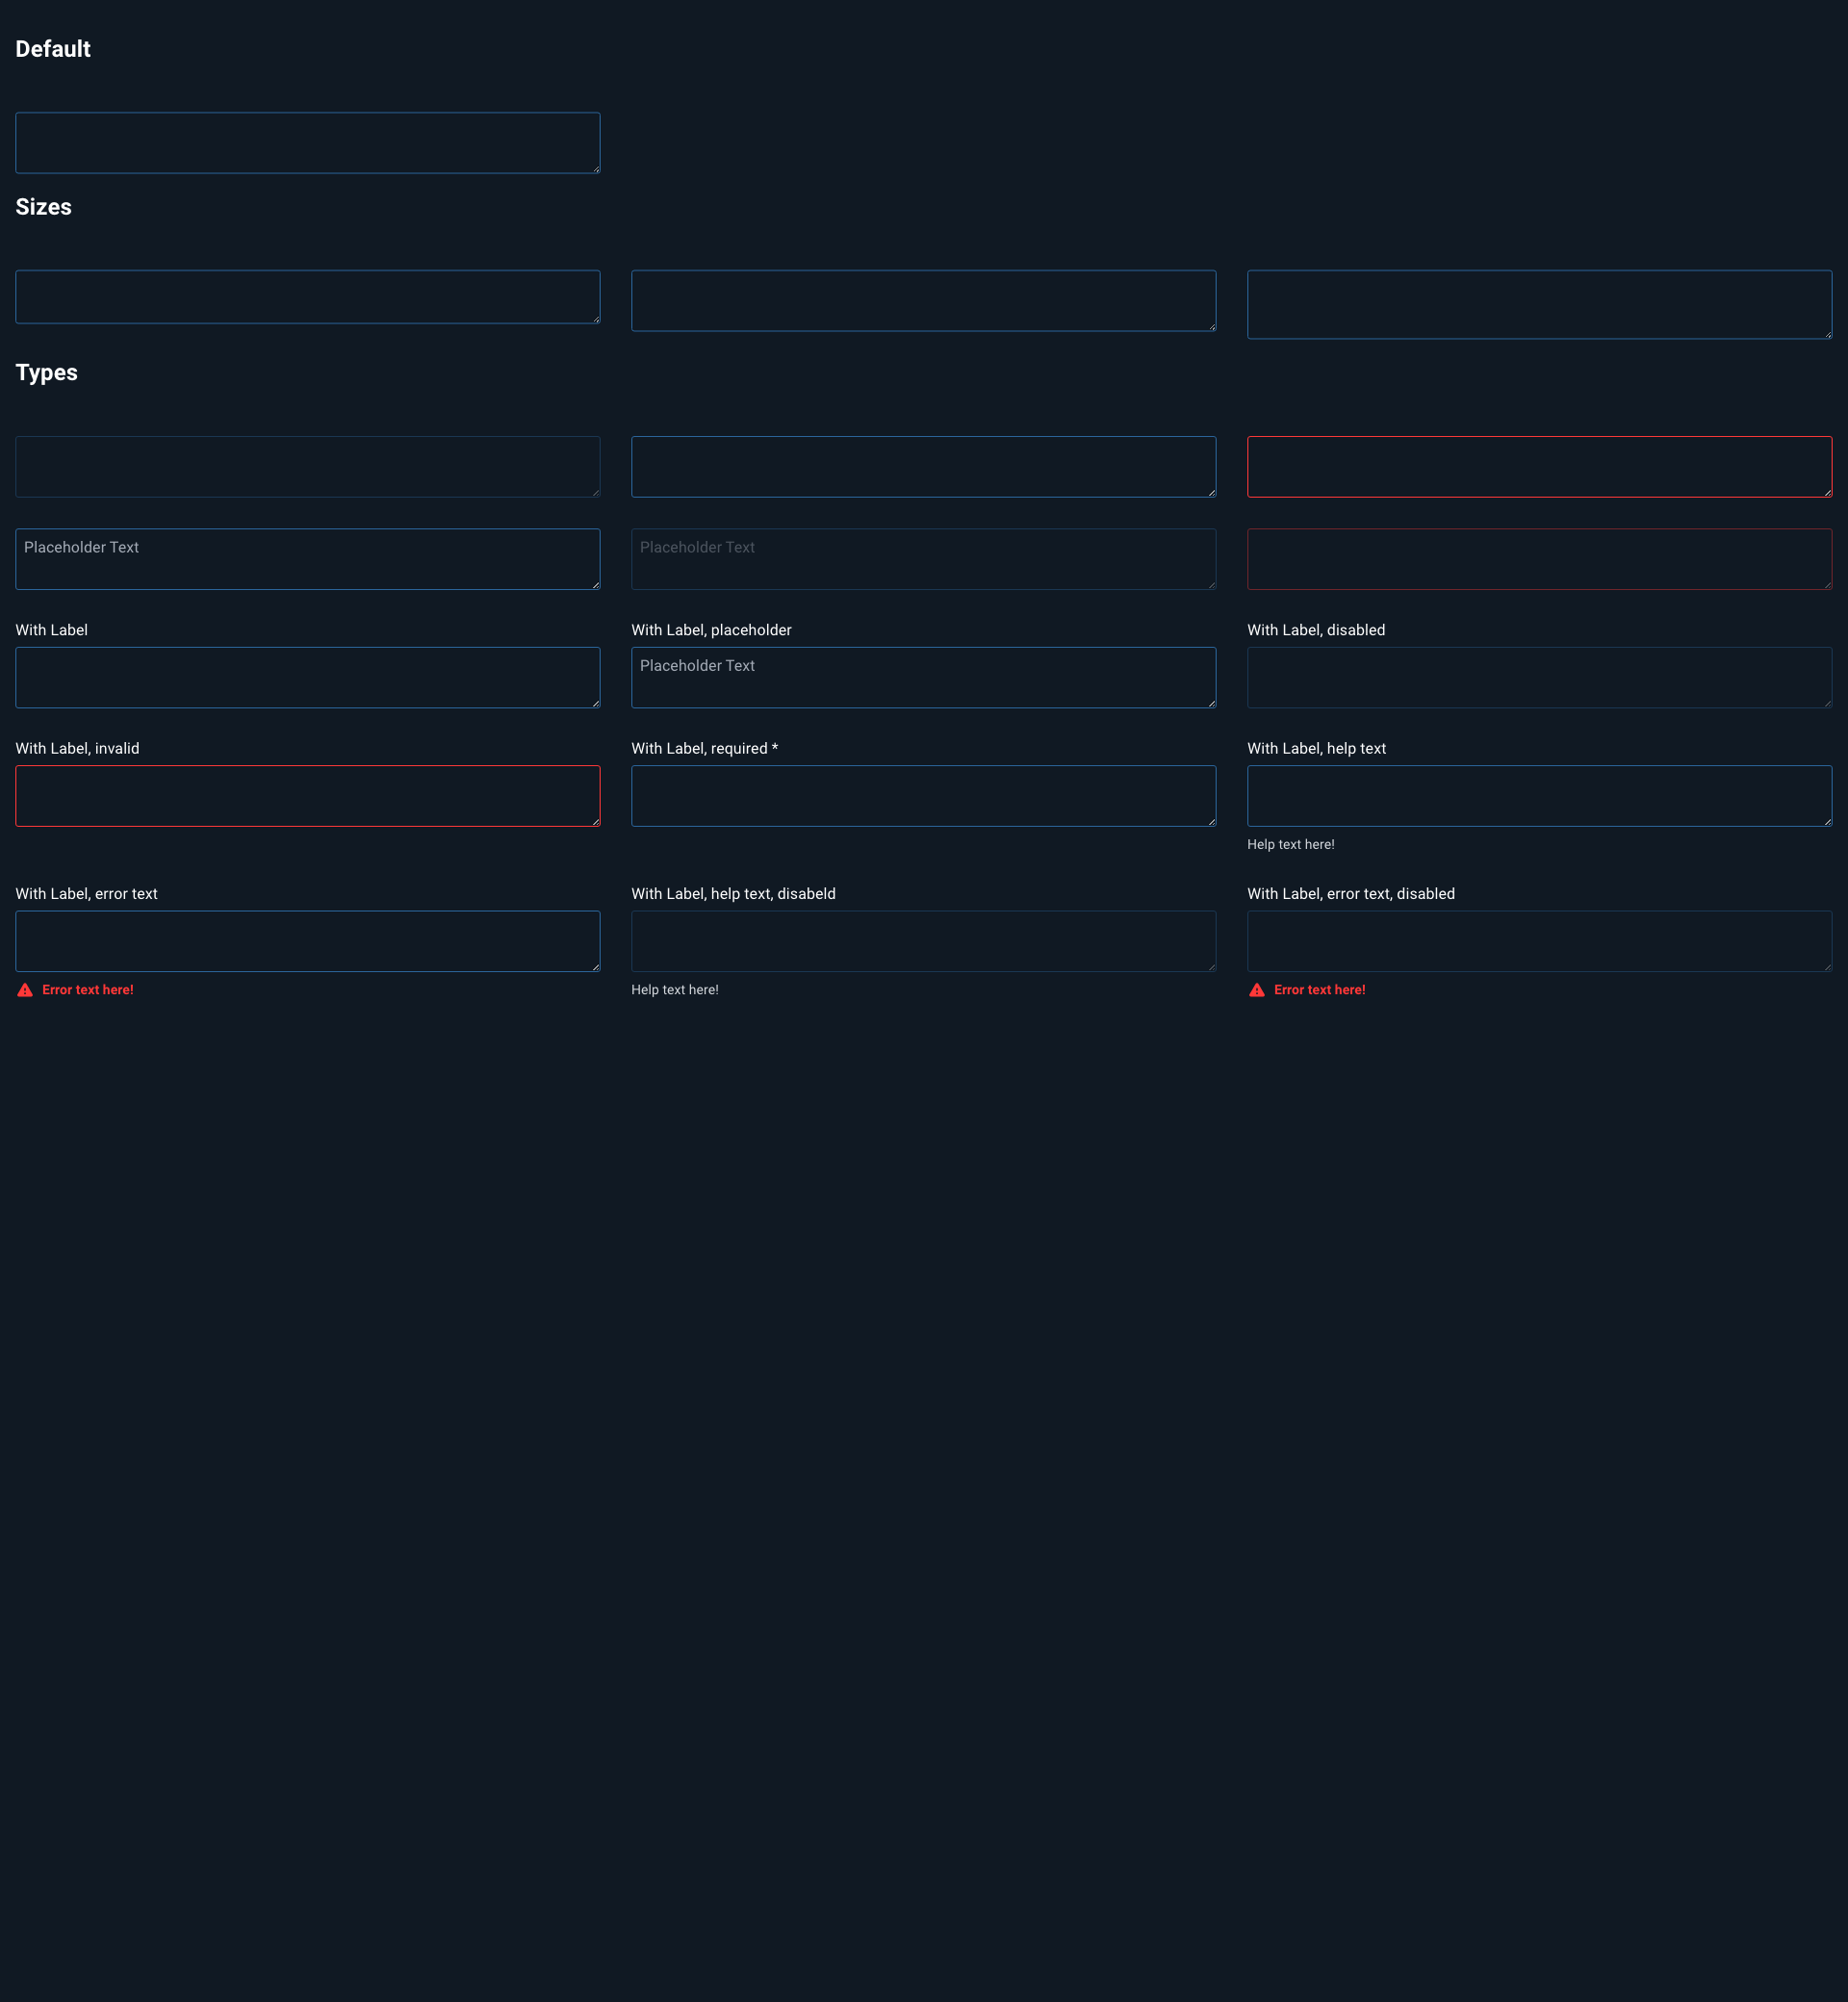 Default
Sizes
Types
Placeholder Text
Placeholder Text
With Label
With Label, placeholder
With Label, disabled
Placeholder Text
With Label, invalid
With Label, required *
With Label, help text
Help text here!
With Label, error text
With Label, help text, disabeld
With Label, error text, disabled
Error text here!
Help text here!
Error text here!